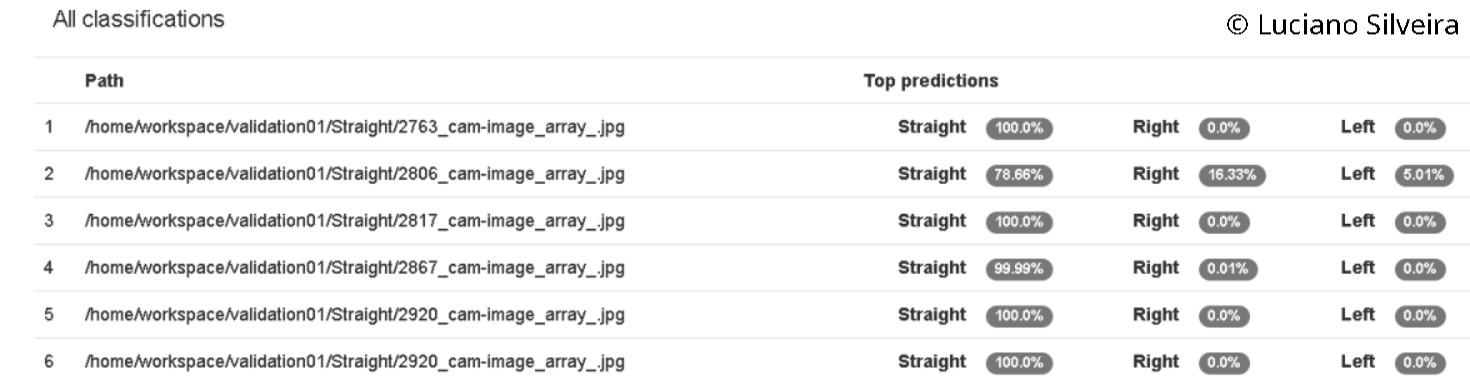 All classifications
© Luciano Silveira
Path Top predictions
1 /home/workspace/validation01/Straight/2763_cam-image_array_.jpg Straight 100.0% Right 0.0% Left 0.0%
2 /home/workspace/validation01/Straight/2806_cam-image_array_.jpg Straight 78.66% Right 16.33% Left 5.01%
3 /home/workspace/validation01/Straight/2817_cam-image_array_.jpg Straight 100.0% Right 0.0% Left 0.0%
4 /home/workspace/validation01/Straight/2867_cam-image_array_.jpg Straight 99.99% Right 0.01% Left 0.0%
5 /home/workspace/validation01/Straight/2920_cam-image_array_.jpg Straight 100.0% Right 0.0% Left 0.0%
6 /home/workspace/validation01/Straight/2920_cam-image_array_.jpg Straight 100.0% Right 0.0% Left 0.0%